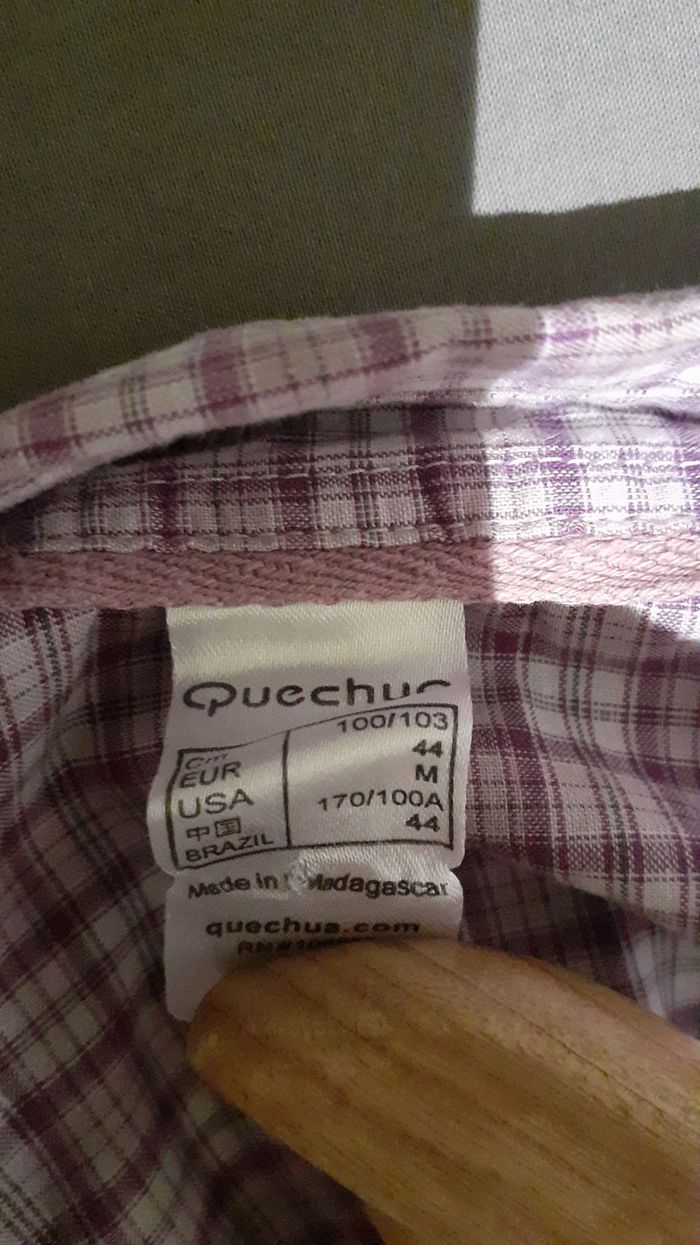 Quechua
cm 100/103
EUR 44
USA M
中国 170/100A
BRAZIL 44
Made in Madagascar
quechua.com